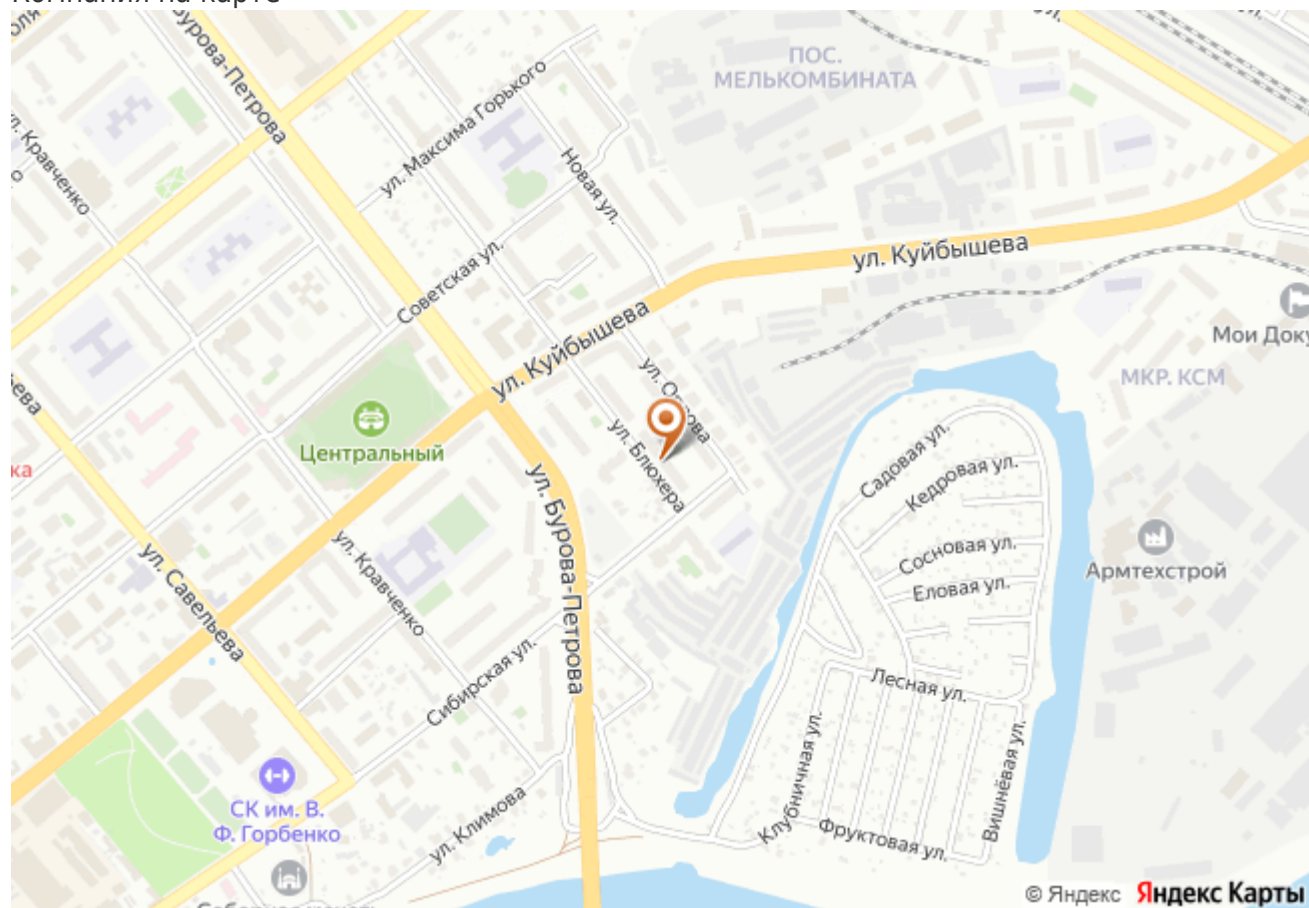 Компания на карте
Бурова-Петрова
ПОС.
МЕЛЬКОМБИНАТА
ул. Максима Горького
Новая ул.
ул. Кравченко
Советская ул.
ул. Куйбышева
ул. Куйбышева
Мои Доку
МКР. КСМ
Центральный
ул. Блюхера
Садовая ул.
Кедровая ул.
Сосновая ул.
Еловая ул.
Армтехстрой
ул. Бурова-Петрова
ул. Кравченко
ул. Савельева
Сибирская ул.
Лесная ул.
Клубничная ул.
Вишнёвая ул.
Фруктовая ул.
СК им. В.
Ф. Горбенко
ул. Климова
© Яндекс Яндекс Карты